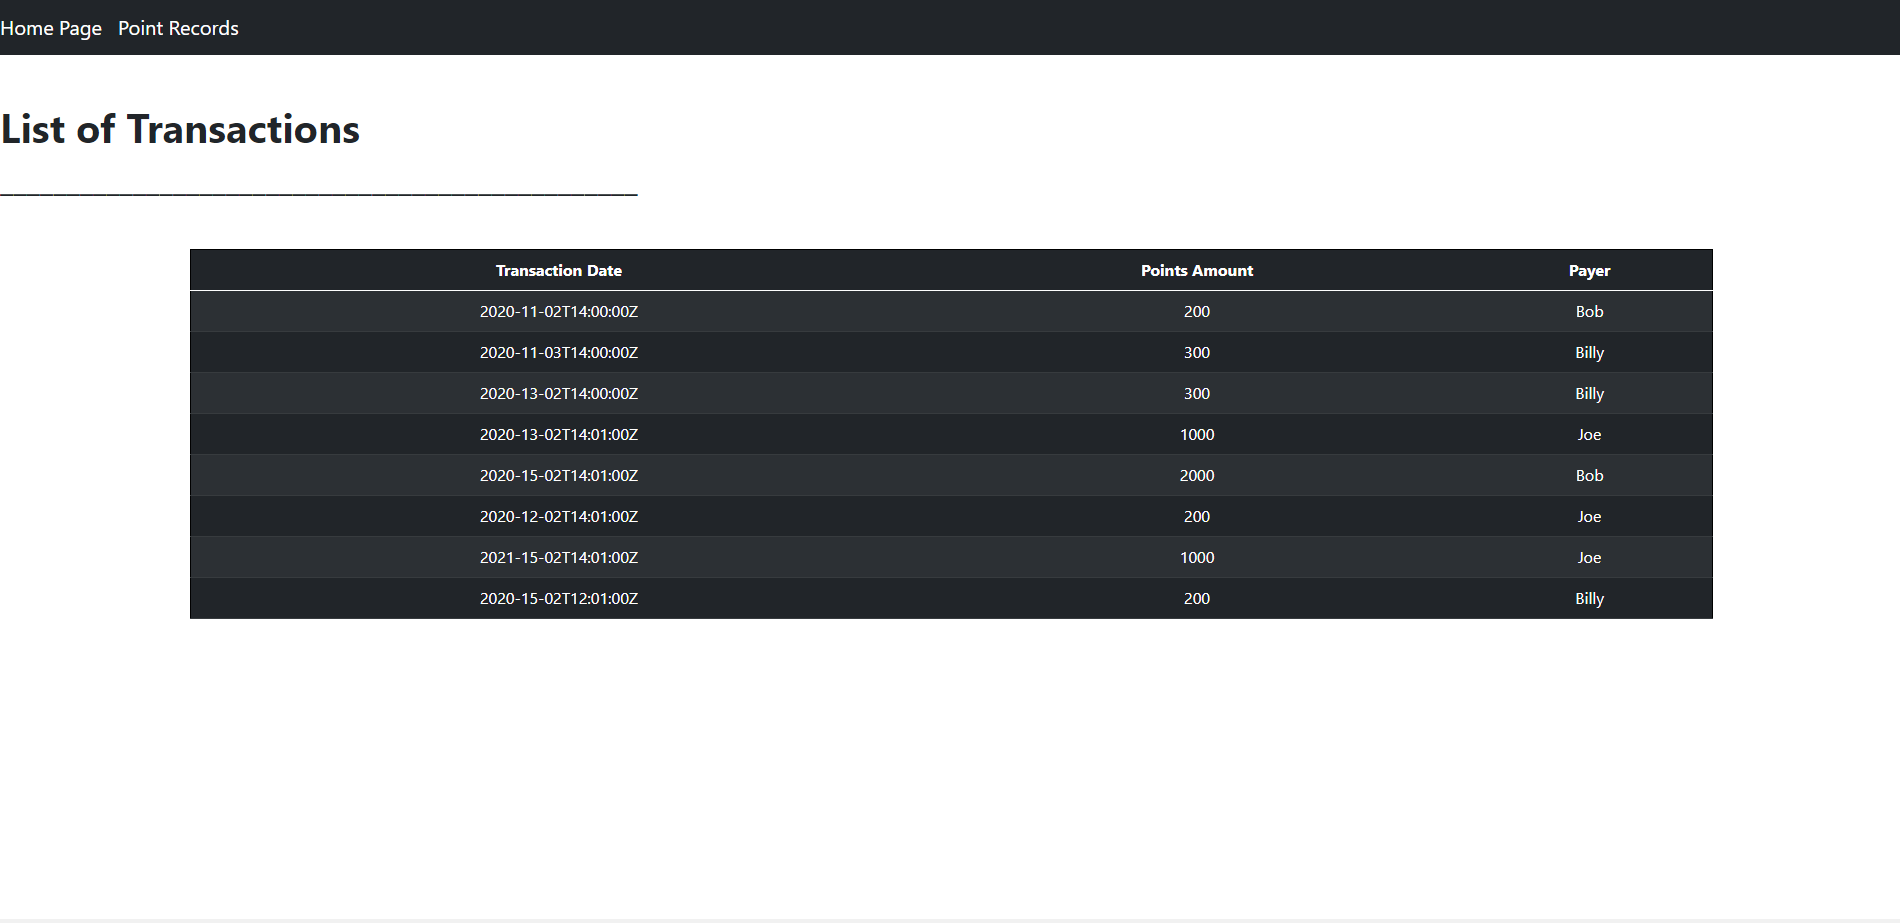 Home Page Point Records
List of Transactions
________________________________________________
Transaction Date Points Amount Payer
2020-11-02T14:00:00Z 200 Bob
2020-11-03T14:00:00Z 300 Billy
2020-13-02T14:00:00Z 300 Billy
2020-13-02T14:01:00Z 1000 Joe
2020-15-02T14:01:00Z 2000 Bob
2020-12-02T14:01:00Z 200 Joe
2021-15-02T14:01:00Z 1000 Joe
2020-15-02T12:01:00Z 200 Billy